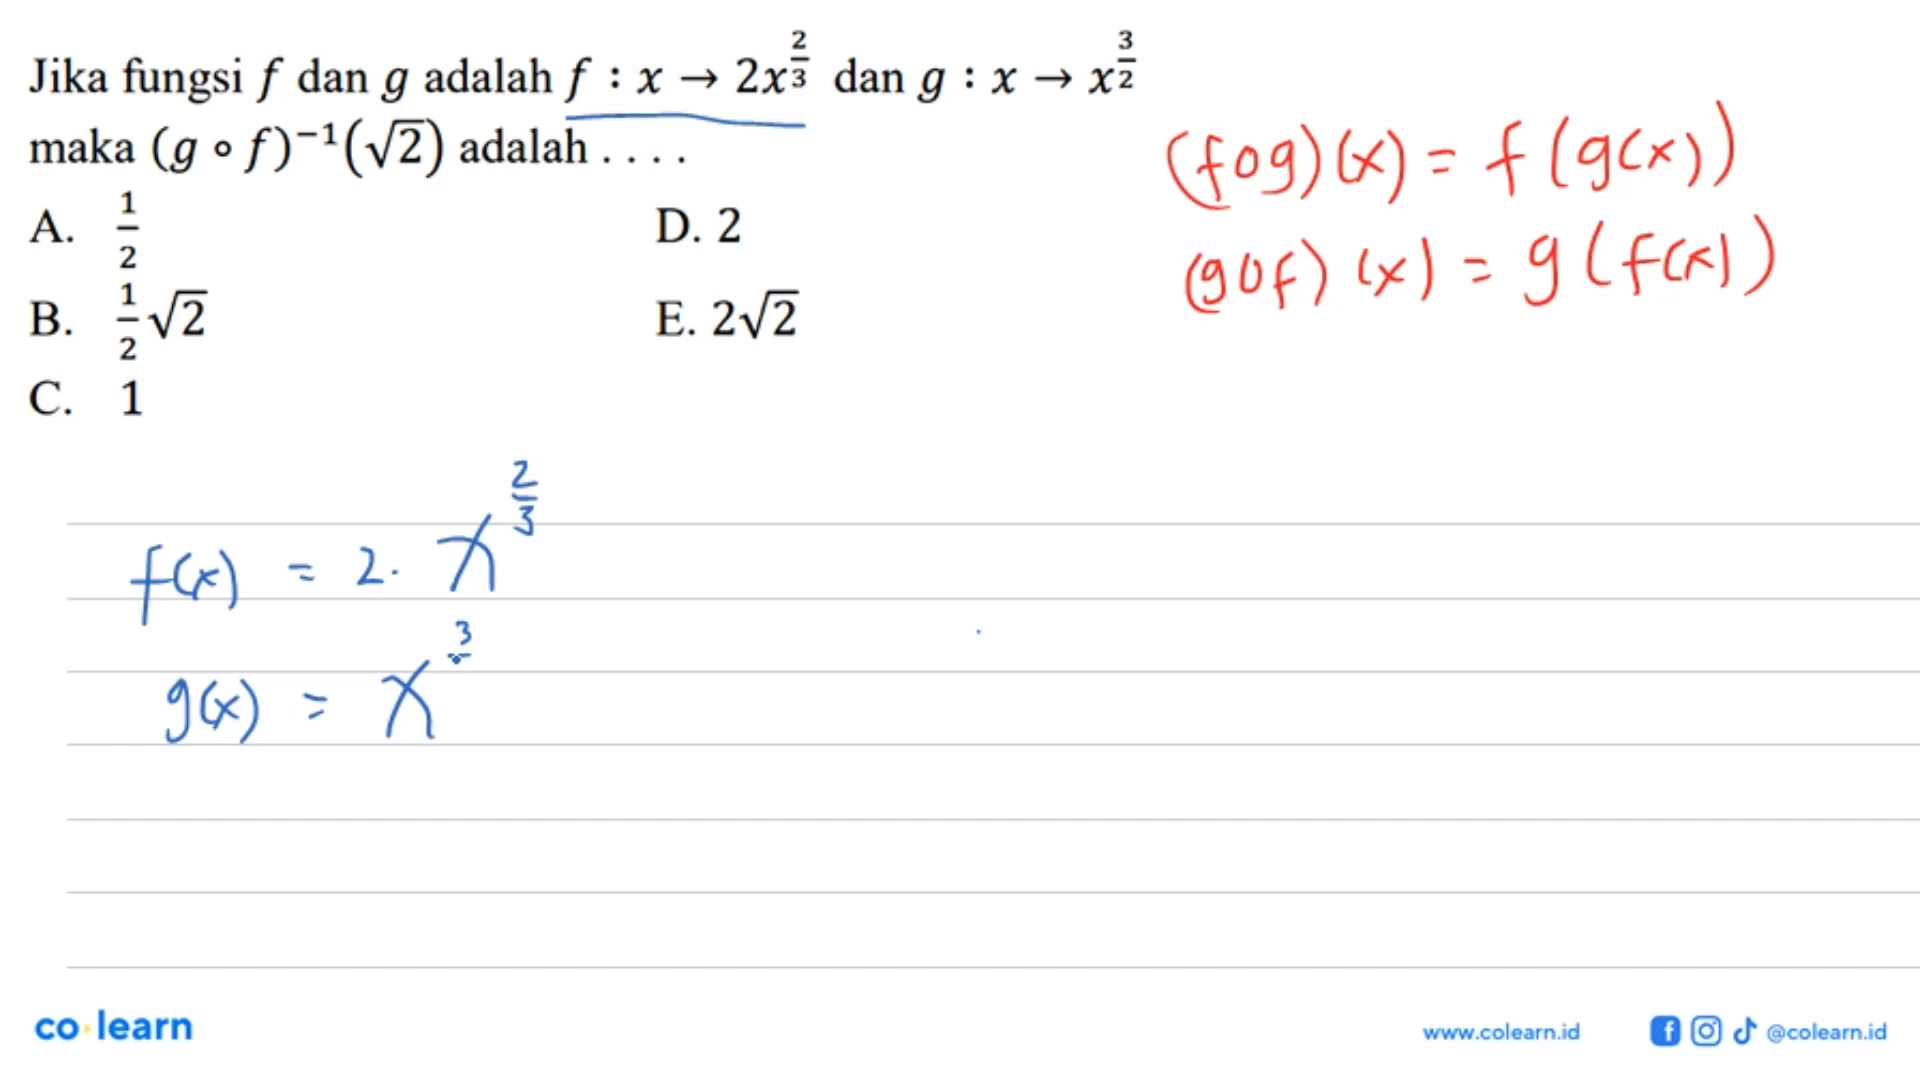 Jika fungsi f dan g adalah f : x → 2x^(2/3) dan g : x → x^(3/2)
maka (g ∘ f)⁻¹(√2) adalah . . . .
A. 1/2
D. 2
B. 1/2 √2
E. 2√2
C. 1
(fog)(x) = f(g(x))
(gof)(x) = g(f(x))
f(x) = 2. x^(2/3)
g(x) = x^3
co learn
www.colearn.id
@colearn.id